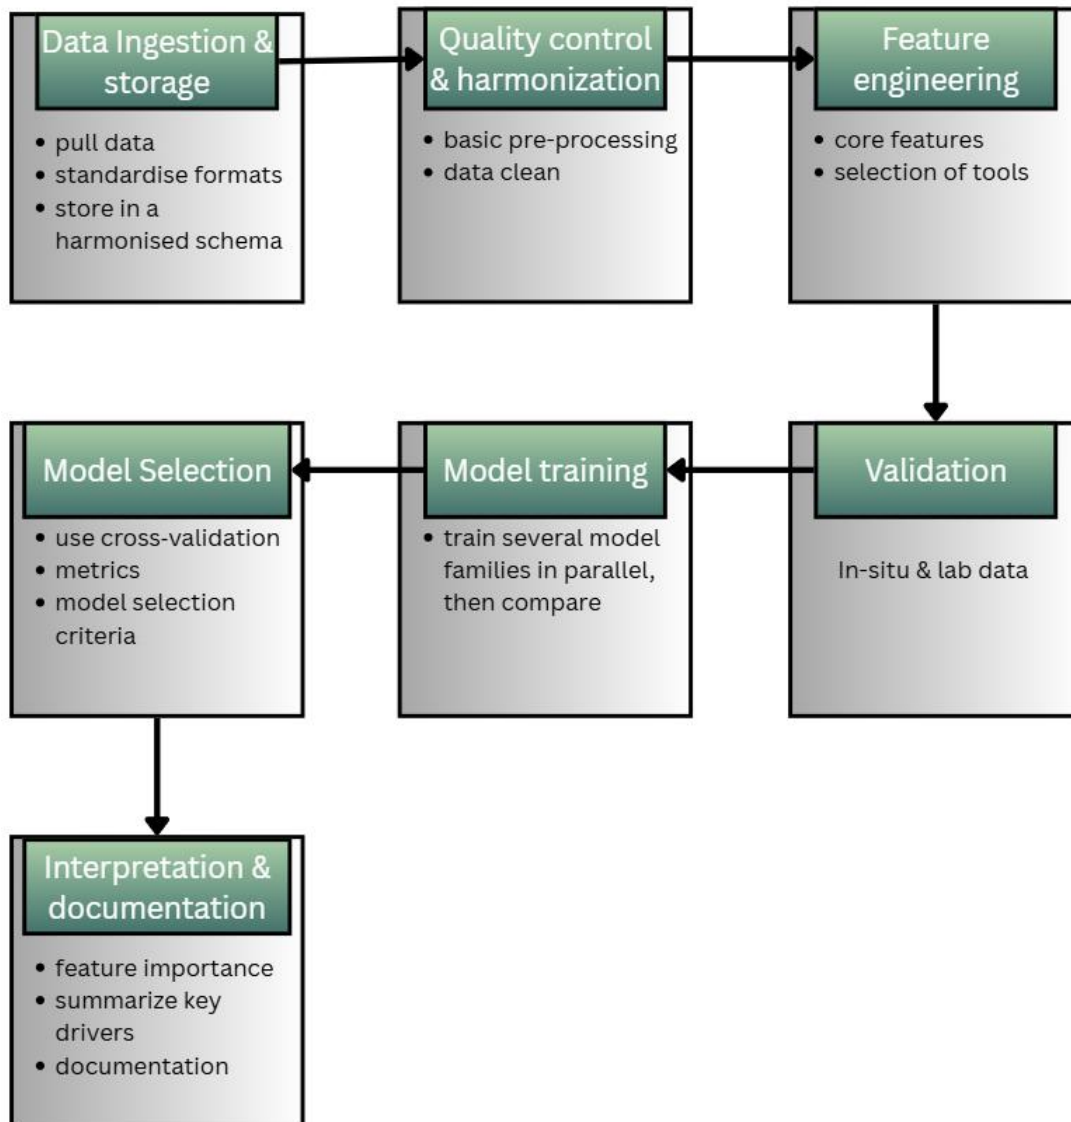 Data Ingestion &
storage
• pull data
• standardise formats
• store in a
harmonised schema
Quality control
& harmonization
• basic pre-processing
• data clean
Feature
engineering
• core features
• selection of tools
Validation
In-situ & lab data
Model training
• train several model
families in parallel,
then compare
Model Selection
• use cross-validation
• metrics
• model selection
criteria
Interpretation &
documentation
• feature importance
• summarize key
drivers
• documentation